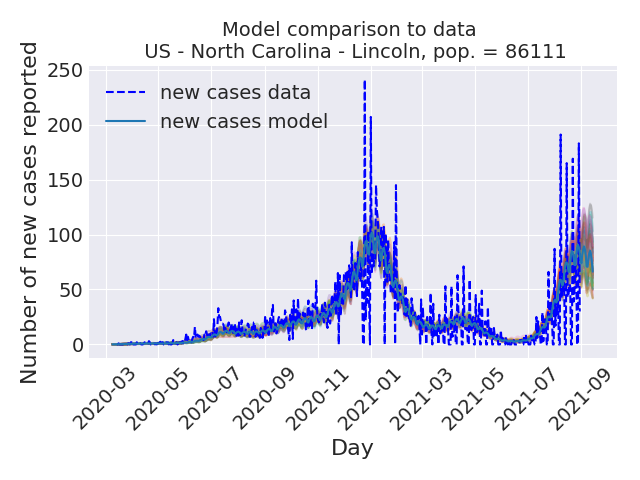 Model comparison to data
US - North Carolina - Lincoln, pop. = 86111
Number of new cases reported
250
200
150
100
50
0
new cases data
new cases model
2020-03
2020-05
2020-07
2020-09
2020-11
2021-01
2021-03
2021-05
2021-07
2021-09
Day